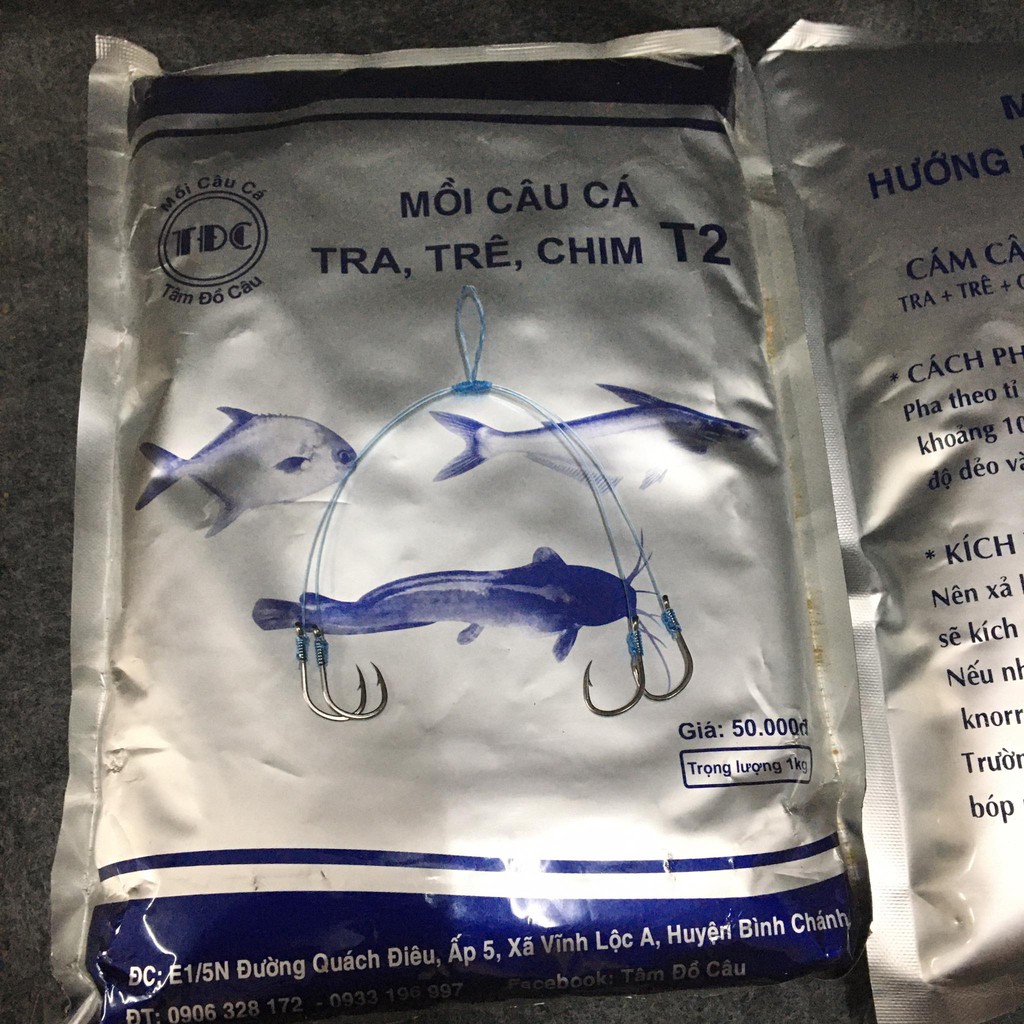 Mồi Câu Cá
TĐC
Tâm Đồ Câu
MỒI CÂU CÁ
TRA, TRÊ, CHIM T2
Giá: 50.000đ
Trọng lượng 1kg
ĐC: E1/5N Đường Quách Điêu, Ấp 5, Xã Vĩnh Lộc A, Huyện Bình Chánh
ĐT: 0906 328 172 - 0933 196 997 Facebook: Tâm Đồ Câu
HƯỚNG
CÁM CÂ
TRA + TRÊ + C
* CÁCH PH
Pha theo tỉ
khoảng 10
độ dẻo và
* KÍCH
Nên xả
sẽ kích
Nếu nh
knorr
Trườn
bóp